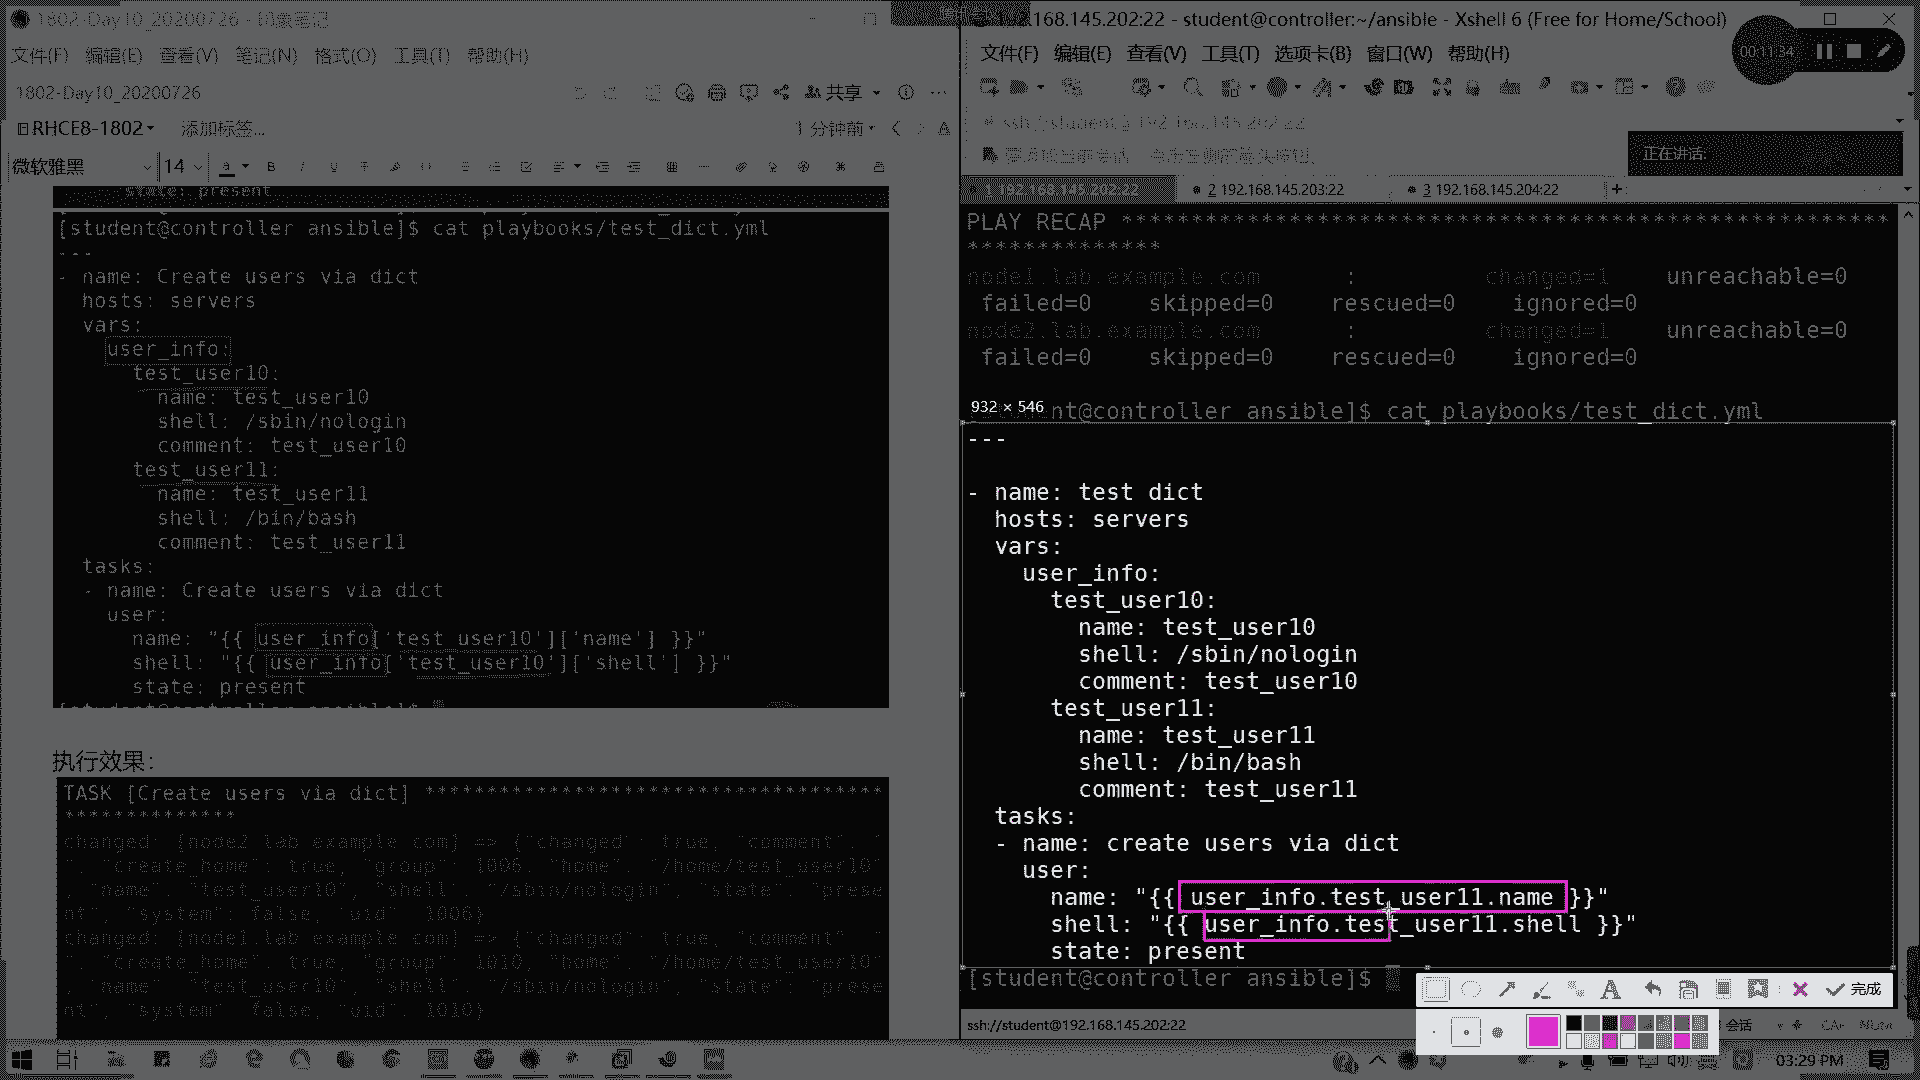 1802-Day10_20200726 - 印象笔记
文件(F) 编辑(E) 查看(V) 笔记(N) 格式(O) 工具(T) 帮助(H)
1802-Day10_20200726
共享
RHCE8-1802
添加标签...
1 分钟前
微软雅黑
14
state: present
[student@controller ansible]$ cat playbooks/test_dict.yml
---
- name: Create users via dict
hosts: servers
vars:
user_info:
test_user10:
name: test_user10
shell: /sbin/nologin
comment: test_user10
test_user11:
name: test_user11
shell: /bin/bash
comment: test_user11
tasks:
- name: Create users via dict
user:
name: "{{ user_info['test_user10']['name'] }}"
shell: "{{ user_info['test_user10']['shell'] }}"
state: present
执行效果:
TASK [Create users via dict] *************************************
**************
changed: [node2.lab.example.com] => {"changed": true, "comment":
", "create_home": true, "group": 1006, "home": "/home/test_user10"
, "name": "test_user10", "shell": "/sbin/nologin", "state": "prese
nt", "system": false, "uid": 1006}
changed: [node1.lab.example.com] => {"changed": true, "comment":
", "create_home": true, "group": 1010, "home": "/home/test_user10"
, "name": "test_user10", "shell": "/sbin/nologin", "state": "prese
nt", "system": false, "uid": 1010}
.168.145.202:22 - student@controller:~/ansible - Xshell 6 (Free for Home/School)
文件(F) 编辑(E) 查看(V) 工具(T) 选项卡(B) 窗口(W) 帮助(H)
00:11:34
ssh://student@192.168.145.202:22
正在讲话:
1 192.168.145.202:22
2 192.168.145.203:22
3 192.168.145.204:22
PLAY RECAP *******************************************************
**************
node1.lab.example.com : changed=1 unreachable=0
failed=0 skipped=0 rescued=0 ignored=0
node2.lab.example.com : changed=1 unreachable=0
failed=0 skipped=0 rescued=0 ignored=0
932 × 546
ent@controller ansible]$ cat playbooks/test_dict.yml
---
- name: test dict
hosts: servers
vars:
user_info:
test_user10:
name: test_user10
shell: /sbin/nologin
comment: test_user10
test_user11:
name: test_user11
shell: /bin/bash
comment: test_user11
tasks:
- name: create users via dict
user:
name: "{{ user_info.test_user11.name }}"
shell: "{{ user_info.test_user11.shell }}"
state: present
[student@controller ansible]$
完成
ssh://student@192.168.145.202:22
会话
03:29 PM